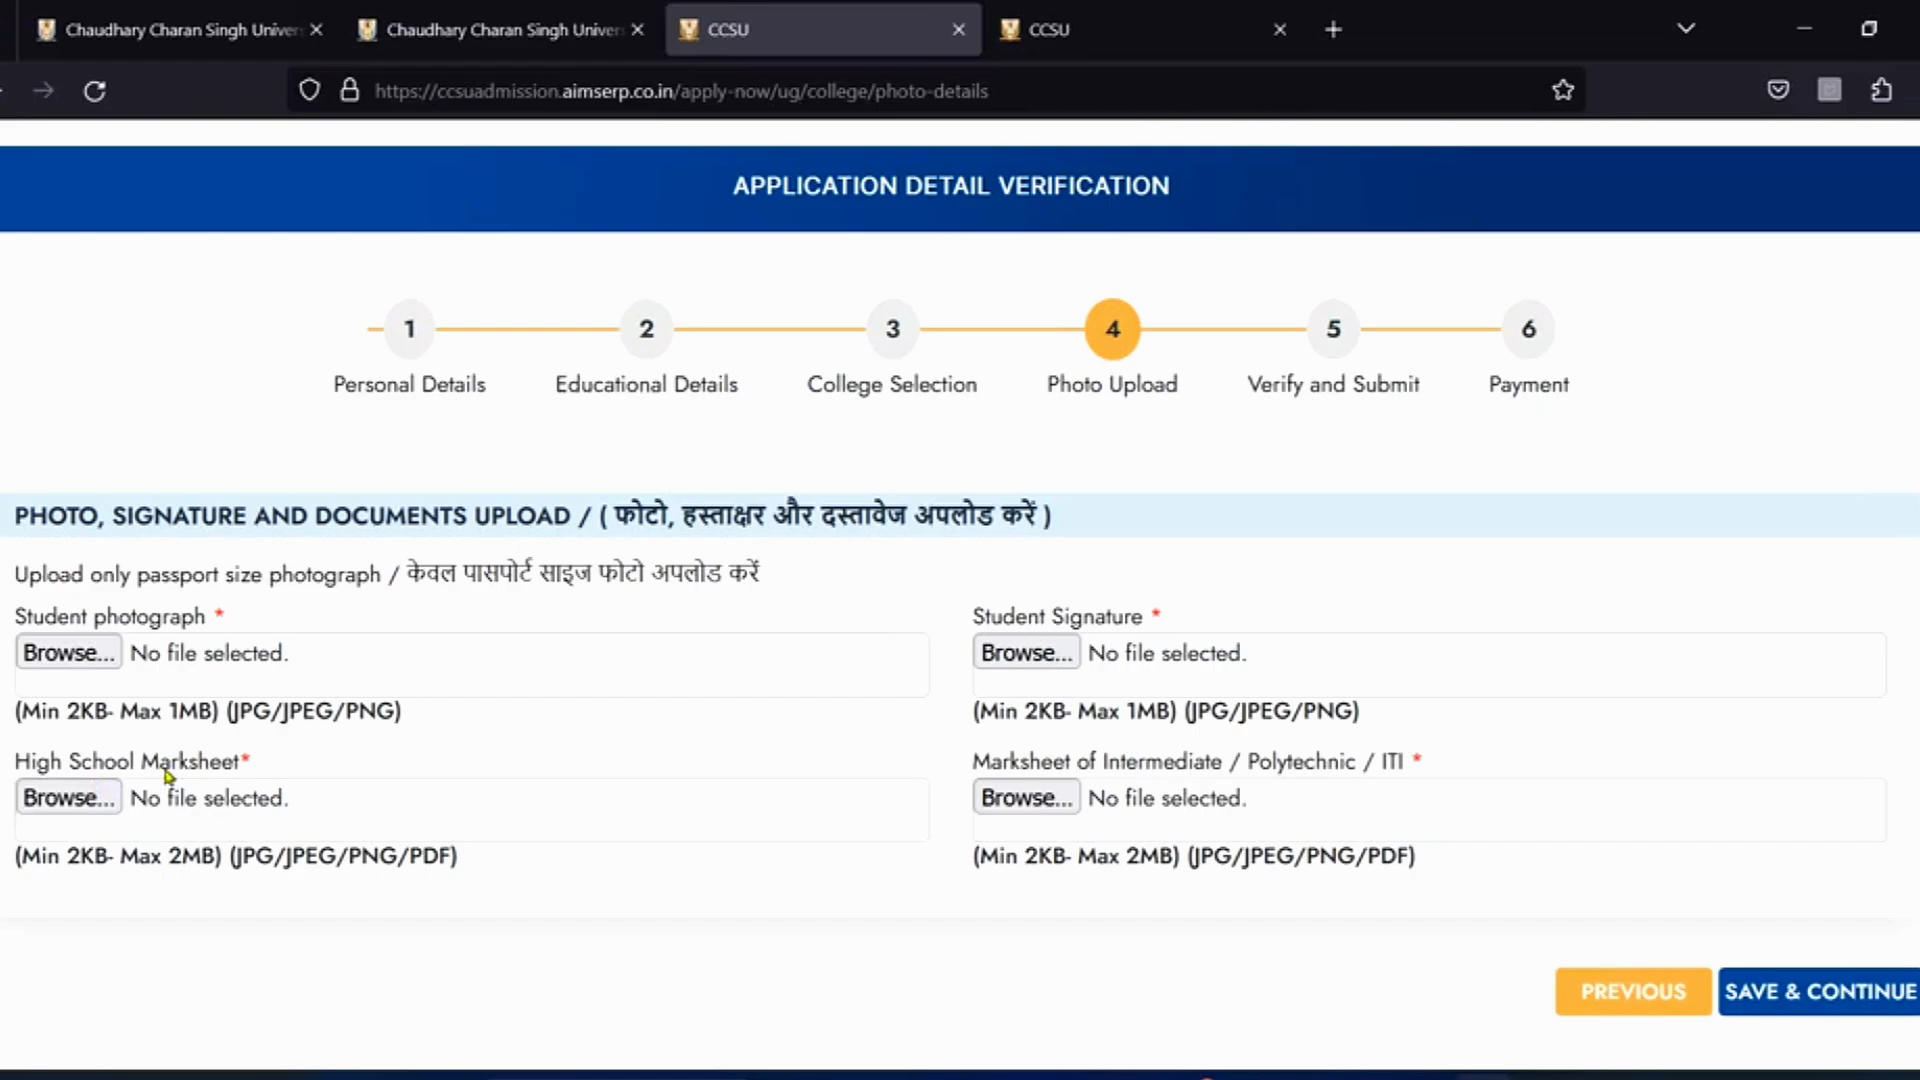 Chaudhary Charan Singh Univer
Chaudhary Charan Singh Univer
CCSU
CCSU
https://ccsuadmission.aimserp.co.in/apply-now/ug/college/photo-details
APPLICATION DETAIL VERIFICATION
1
2
3
4
5
6
Personal Details
Educational Details
College Selection
Photo Upload
Verify and Submit
Payment
PHOTO, SIGNATURE AND DOCUMENTS UPLOAD / ( फोटो, हस्ताक्षर और दस्तावेज अपलोड करें )
Upload only passport size photograph / केवल पासपोर्ट साइज फोटो अपलोड करें
Student photograph *
Browse... No file selected.
(Min 2KB- Max 1MB) (JPG/JPEG/PNG)
Student Signature *
Browse... No file selected.
(Min 2KB- Max 1MB) (JPG/JPEG/PNG)
High School Marksheet*
Browse... No file selected.
(Min 2KB- Max 2MB) (JPG/JPEG/PNG/PDF)
Marksheet of Intermediate / Polytechnic / ITI *
Browse... No file selected.
(Min 2KB- Max 2MB) (JPG/JPEG/PNG/PDF)
PREVIOUS
SAVE & CONTINUE